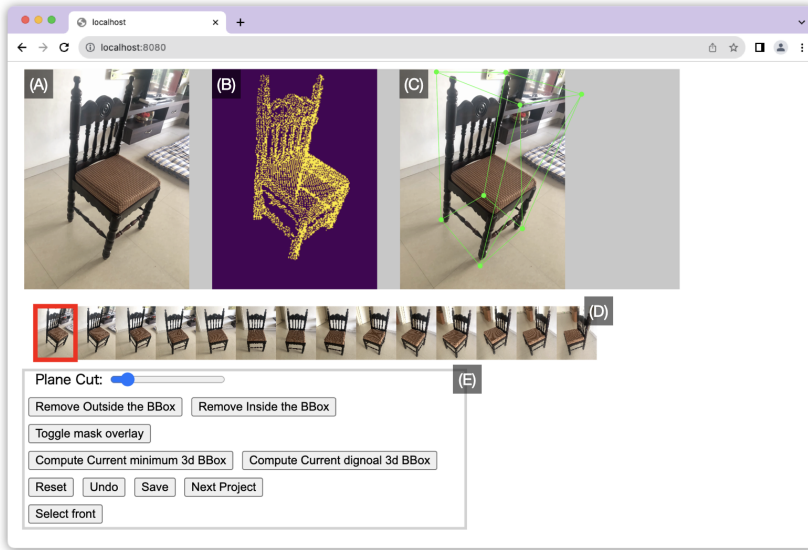 localhost
localhost:8080
(A)
(B)
(C)
(D)
Plane Cut:
(E)
Remove Outside the BBox
Remove Inside the BBox
Toggle mask overlay
Compute Current minimum 3d BBox
Compute Current dignoal 3d BBox
Reset
Undo
Save
Next Project
Select front